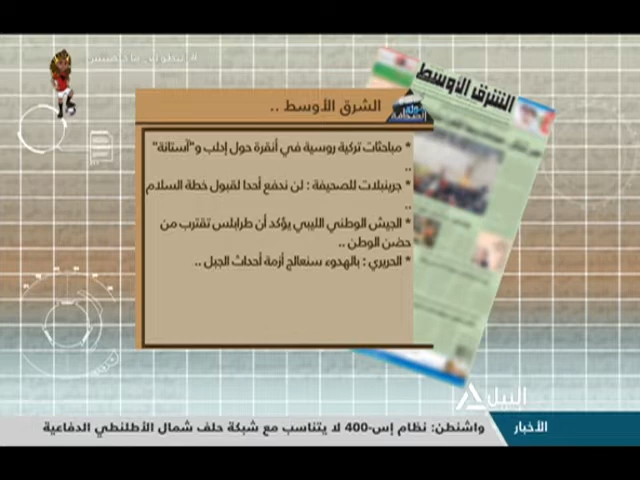 الشرق الأوسط ..
الشرق الأوسط
الصحافة
* مباحثات تركية روسية في أنقرة حول إدلب و"آستانة"
..
* جرينبلات للصحيفة : لن ندفع أحدا لقبول خطة السلام
..
* الجيش الوطني الليبي يؤكد أن طرابلس تقترب من
حضن الوطن ..
* الحريري : بالهدوء سنعالج أزمة أحداث الجبل ..
النيل
الأخبار
واشنطن: نظام إس-400 لا يتناسب مع شبكة حلف شمال الأطلنطي الدفاعية